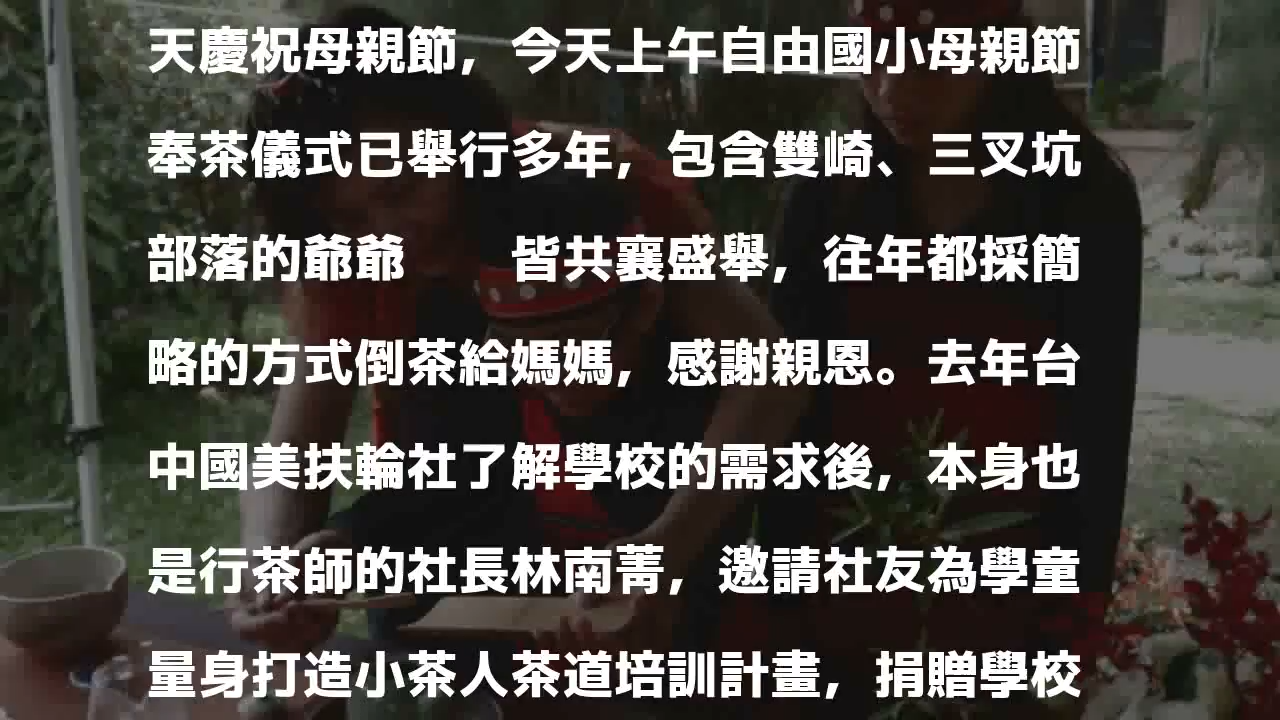 天慶祝母親節，今天上午自由國小母親節
奉茶儀式已舉行多年，包含雙崎、三叉坑
部落的爺爺　　皆共襄盛舉，往年都採簡
略的方式倒茶給媽媽，感謝親恩。去年台
中國美扶輪社了解學校的需求後，本身也
是行茶師的社長林南菁，邀請社友為學童
量身打造小茶人茶道培訓計畫，捐贈學校